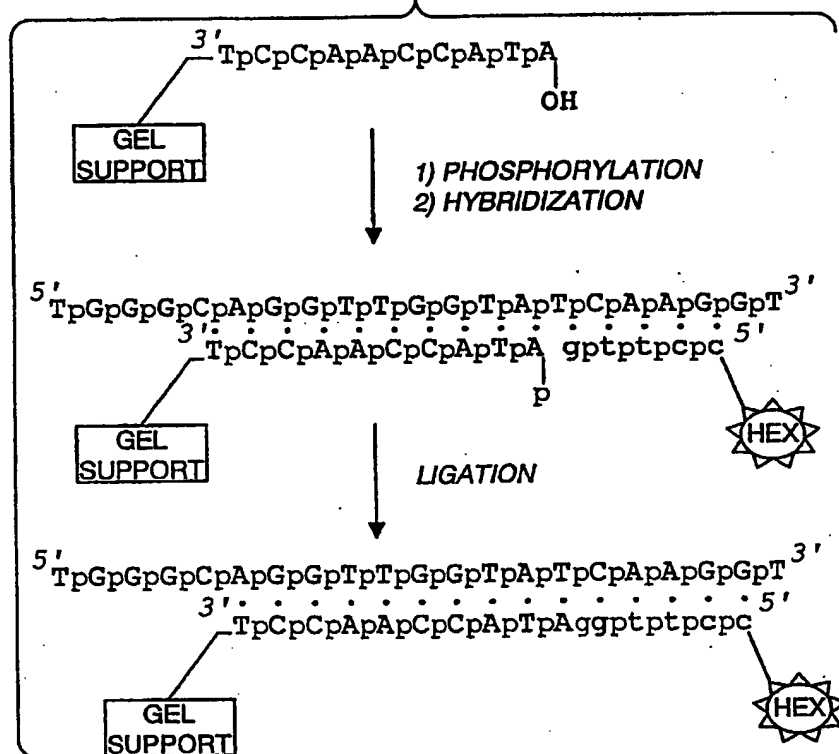 3' TpCpCpApApCpCpApTpA
OH
GEL
SUPPORT
1) PHOSPHORYLATION
2) HYBRIDIZATION
5' TpGpGpGpCpApGpGpTpTpGpGpTpApTpCpApApGpGpT 3'
3' TpCpCpApApCpCpApTpA gptptpcpc 5'
p
GEL
SUPPORT
HEX
LIGATION
5' TpGpGpGpCpApGpGpTpTpGpGpTpApTpCpApApGpGpT 3'
3' TpCpCpApApCpCpApTpAggptptpcpc 5'
GEL
SUPPORT
HEX